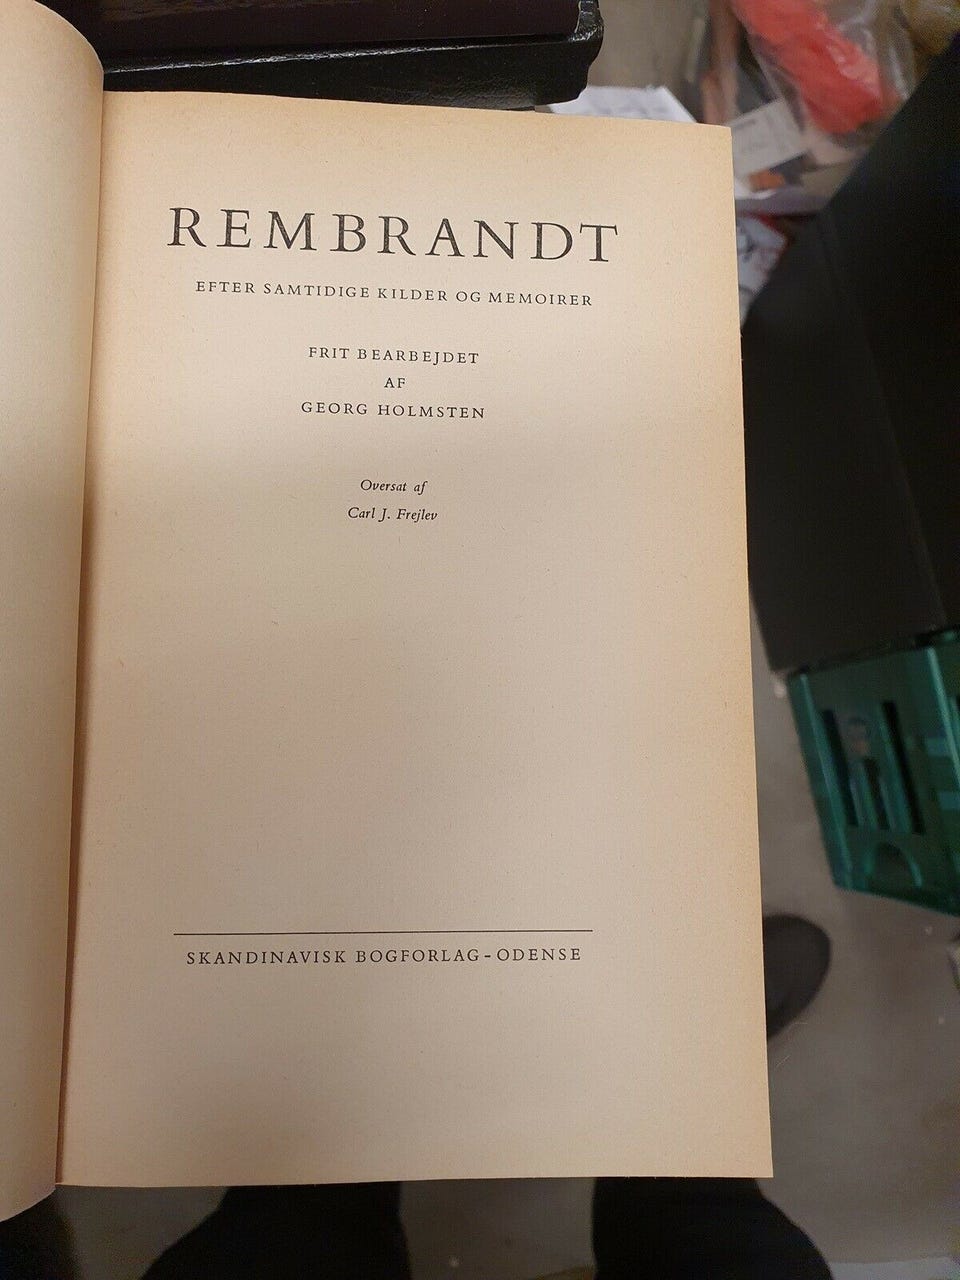 REMBRANDT
EFTER SAMTIDIGE KILDER OG MEMOIRER
FRIT BEARBEJDET
AF
GEORG HOLMSTEN
Oversat af
Carl J. Frejlev
SKANDINAVISK BOGFORLAG - ODENSE